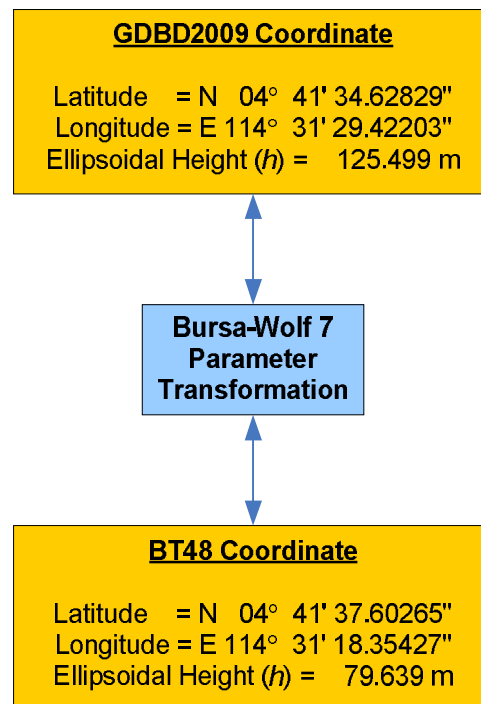 GDBD2009 Coordinate
Latitude = N 04° 41' 34.62829"
Longitude = E 114° 31' 29.42203"
Ellipsoidal Height (h) = 125.499 m
Bursa-Wolf 7
Parameter
Transformation
BT48 Coordinate
Latitude = N 04° 41' 37.60265"
Longitude = E 114° 31' 18.35427"
Ellipsoidal Height (h) = 79.639 m